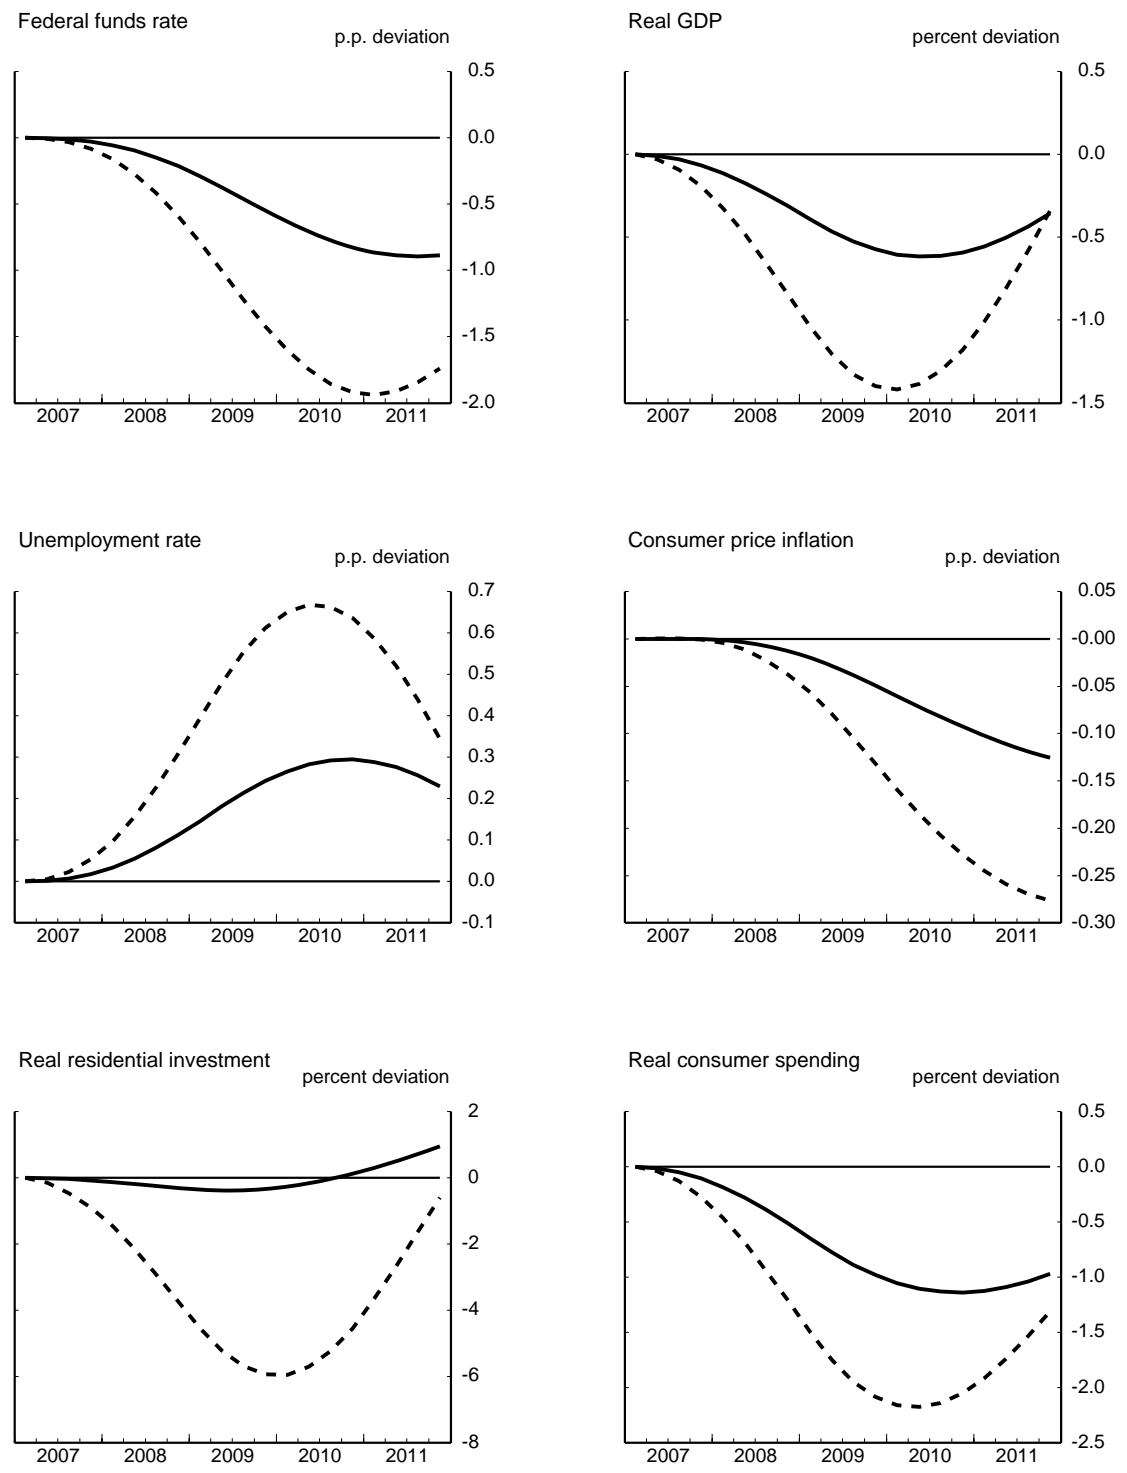 Federal funds rate
p.p. deviation
0.5
0.0
-0.5
-1.0
-1.5
-2.0
2007 2008 2009 2010 2011
Real GDP
percent deviation
0.5
0.0
-0.5
-1.0
-1.5
2007 2008 2009 2010 2011
Unemployment rate
p.p. deviation
0.7
0.6
0.5
0.4
0.3
0.2
0.1
0.0
-0.1
2007 2008 2009 2010 2011
Consumer price inflation
p.p. deviation
0.05
-0.00
-0.05
-0.10
-0.15
-0.20
-0.25
-0.30
2007 2008 2009 2010 2011
Real residential investment
percent deviation
2
0
-2
-4
-6
-8
2007 2008 2009 2010 2011
Real consumer spending
percent deviation
0.5
0.0
-0.5
-1.0
-1.5
-2.0
-2.5
2007 2008 2009 2010 2011